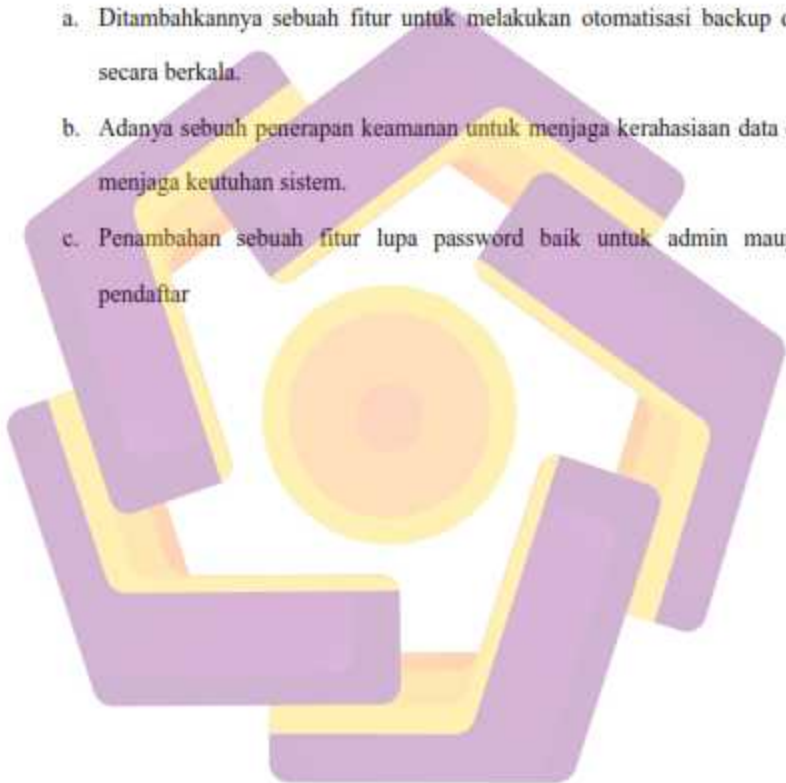 a. Ditambahkannya sebuah fitur untuk melakukan otomatisasi backup
secara berkala.
b. Adanya sebuah penerapan keamanan untuk menjaga kerahasiaan data
menjaga keutuhan sistem.
c. Penambahan sebuah fitur lupa password baik untuk admin
pendaftar